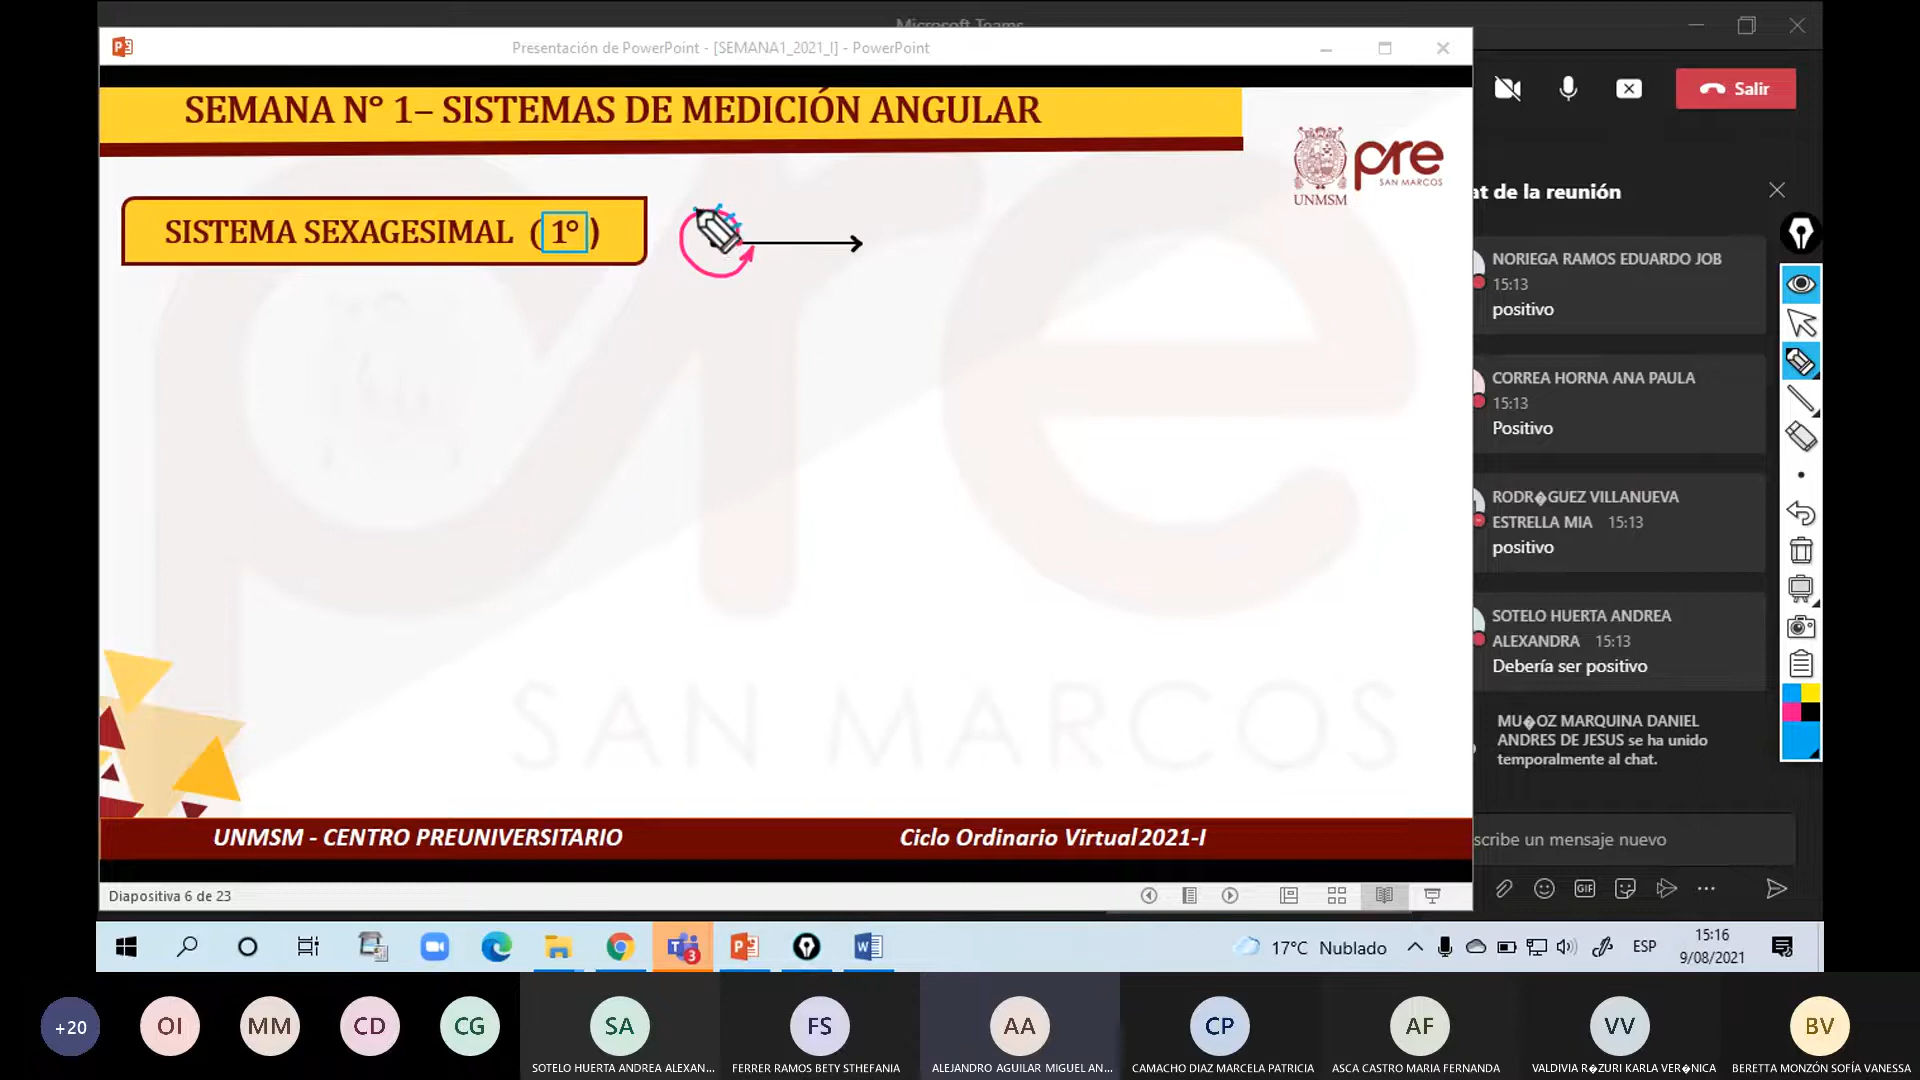 Microsoft Teams
Presentación de PowerPoint - [SEMANA1_2021_I] - PowerPoint
SEMANA N° 1– SISTEMAS DE MEDICIÓN ANGULAR
Salir
UNMSM
pre
SAN MARCOS
at de la reunión
SISTEMA SEXAGESIMAL (1°)
NORIEGA RAMOS EDUARDO JOB
15:13
positivo
CORREA HORNA ANA PAULA
15:13
Positivo
RODR�GUEZ VILLANUEVA
ESTRELLA MIA 15:13
positivo
SOTELO HUERTA ANDREA
ALEXANDRA 15:13
Debería ser positivo
MU�OZ MARQUINA DANIEL
ANDRES DE JESUS se ha unido
temporalmente al chat.
pre
SAN MARCOS
UNMSM - CENTRO PREUNIVERSITARIO
Ciclo Ordinario Virtual 2021-I
scribe un mensaje nuevo
GIF
Diapositiva 6 de 23
3
17°C Nublado
ESP
15:16
9/08/2021
+20
OI
MM
CD
CG
SA
FS
AA
CP
AF
VV
BV
SOTELO HUERTA ANDREA ALEXAN...
FERRER RAMOS BETY STHEFANIA
ALEJANDRO AGUILAR MIGUEL AN...
CAMACHO DIAZ MARCELA PATRICIA
ASCA CASTRO MARIA FERNANDA
VALDIVIA R�ZURI KARLA VER�NICA
BERETTA MONZÓN SOFÍA VANESSA